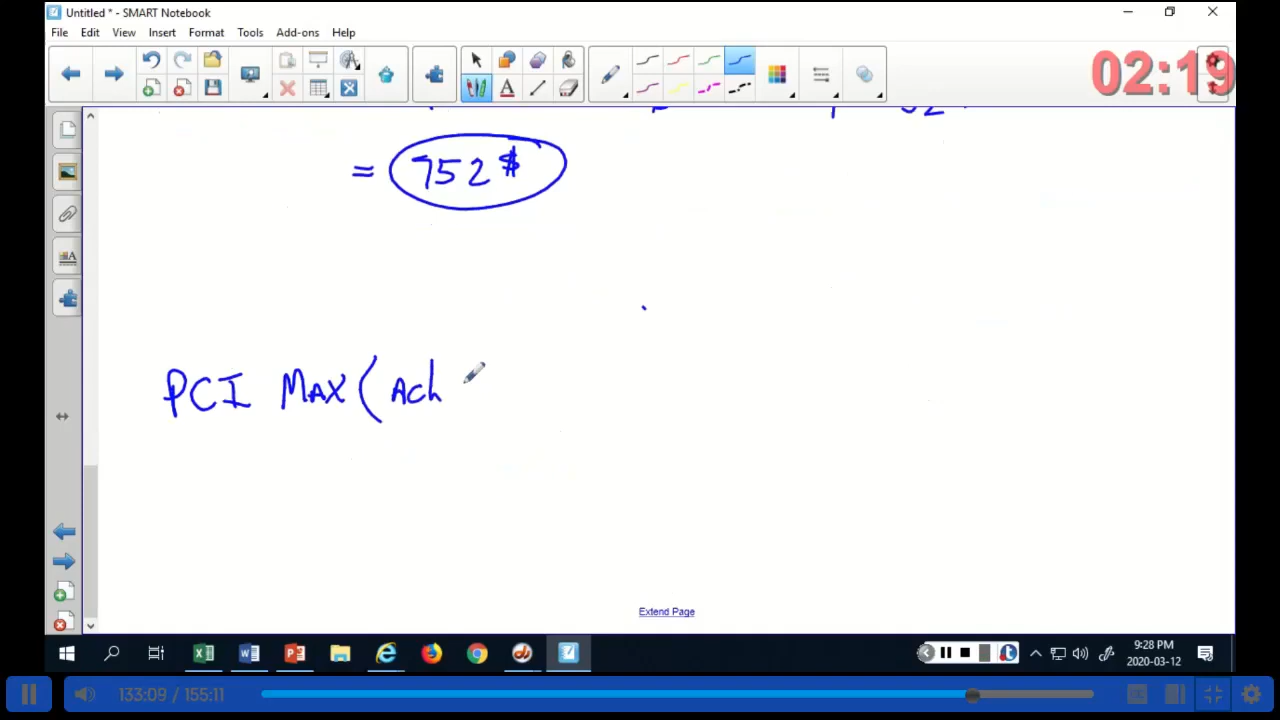 Untitled * - SMART Notebook
File Edit View Insert Format Tools Add-ons Help
02:19
= 752 $
PCI MAX ( Ach
Extend Page
9:28 PM
2020-03-12
133:09 / 155:11